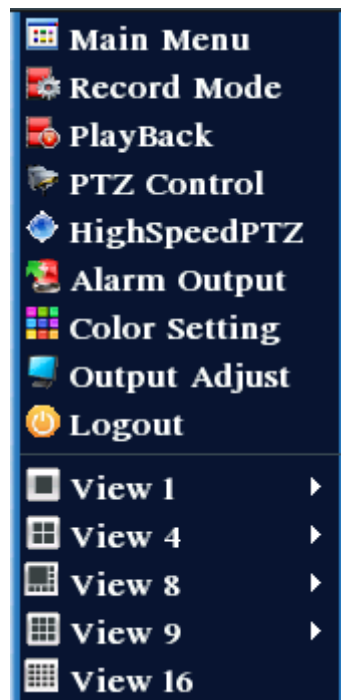 Main Menu
Record Mode
PlayBack
PTZ Control
HighSpeedPTZ
Alarm Output
Color Setting
Output Adjust
Logout
View 1
View 4
View 8
View 9
View 16